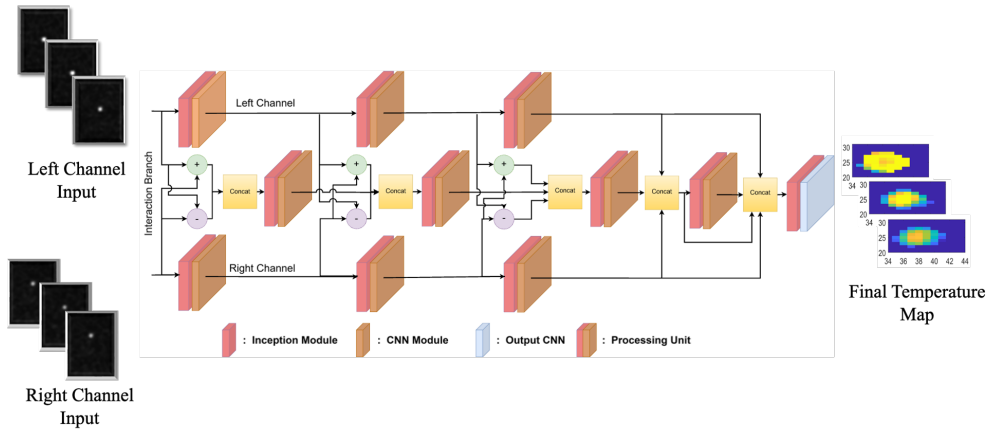 Left Channel
Input
Right Channel
Input
Interaction Branch
Left Channel
+
-
Concat
+
-
Concat
+
-
Concat
Concat
Concat
Right Channel
: Inception Module
: CNN Module
: Output CNN
: Processing Unit
30
25
20
34
30
25
20
34
30
25
20
34 36 38 40 42 44
Final Temperature
Map